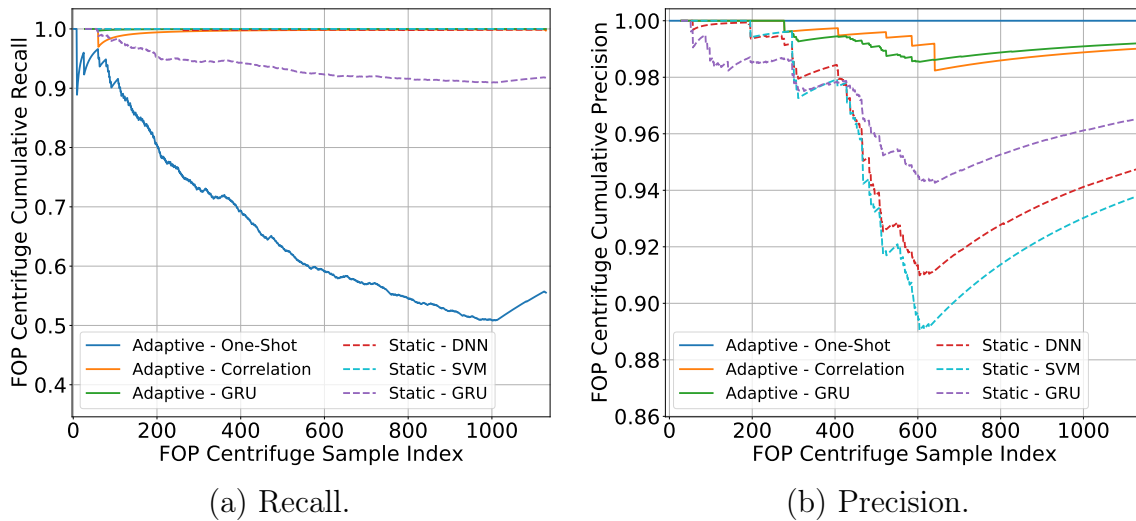 FOP Centrifuge Cumulative Recall
1.0
0.9
0.8
0.7
0.6
0.5
0.4
Adaptive - One-Shot
Adaptive - Correlation
Adaptive - GRU
Static - DNN
Static - SVM
Static - GRU
0 200 400 600 800 1000
FOP Centrifuge Sample Index
(a) Recall.
FOP Centrifuge Cumulative Precision
1.00
0.98
0.96
0.94
0.92
0.90
0.88
0.86
Adaptive - One-Shot
Adaptive - Correlation
Adaptive - GRU
Static - DNN
Static - SVM
Static - GRU
0 200 400 600 800 1000
FOP Centrifuge Sample Index
(b) Precision.